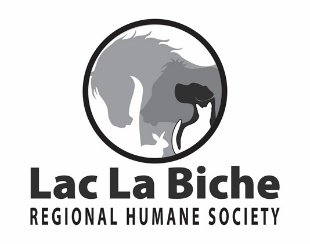 Lac La Biche
REGIONAL HUMANE SOCIETY